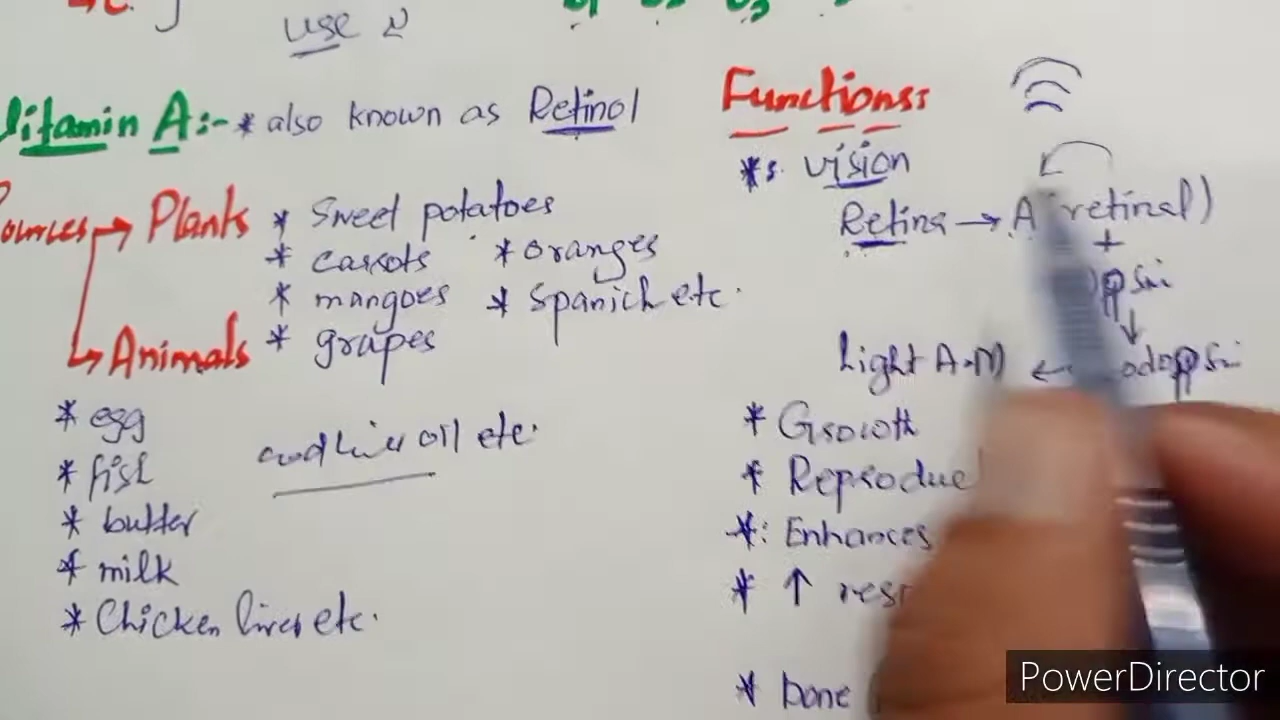 use
Vitamin A:- * also known as Retinol
Sources → Plants * Sweet potatoes
* carrots * oranges
* mangoes * Spanich etc.
* grapes
Animals
* egg
* fish
* butter
* milk
* Chicken liver etc.
cod liver oil etc.
Functions:
*: vision
Retina → A (retinal)
+
↓
Light A.M ←
* Growth
* Reproduc
*: Enhances
* ↑ res
* bone
PowerDirector